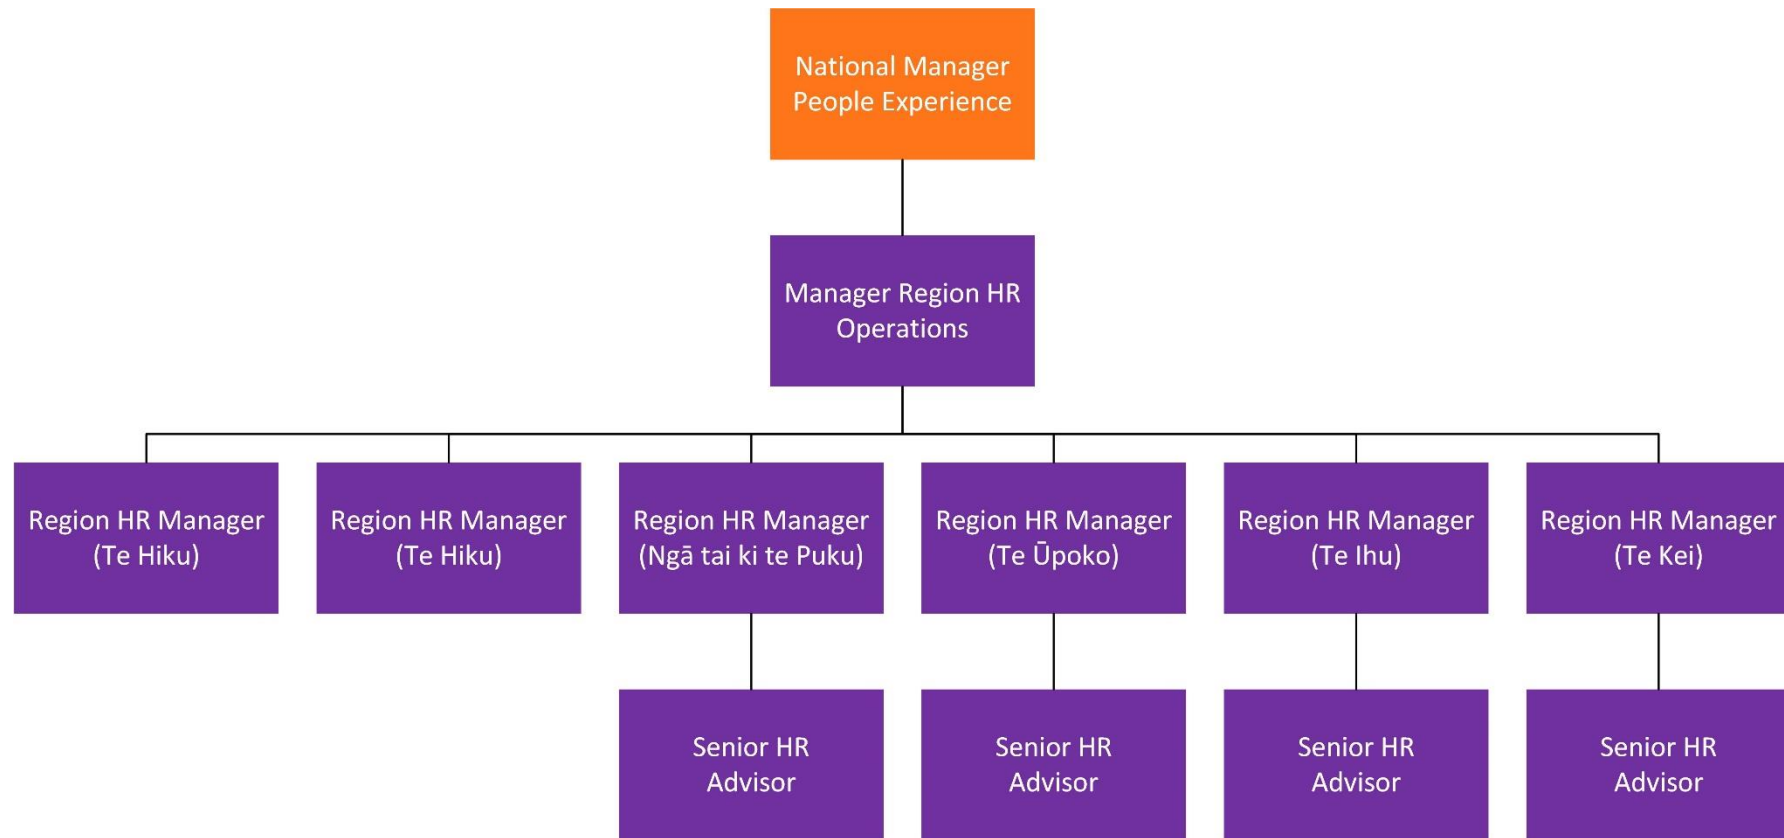 National Manager
People Experience
Manager Region HR
Operations
Region HR Manager
(Te Hiku)
Region HR Manager
(Te Hiku)
Region HR Manager
(Ngā tai ki te Puku)
Region HR Manager
(Te Ūpoko)
Region HR Manager
(Te Ihu)
Region HR Manager
(Te Kei)
Senior HR
Advisor
Senior HR
Advisor
Senior HR
Advisor
Senior HR
Advisor